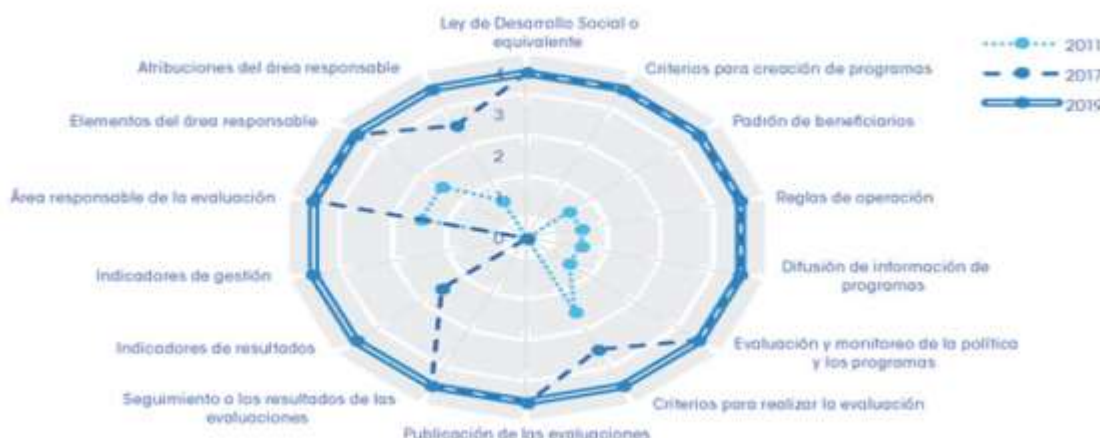 Ley de Desarrollo Social o
equivalente
2011
2017
2019
Atribuciones del área responsable
Criterios para creación de programas
Elementos del área responsable
Padrón de beneficiarios
4
3
2
1
0
Área responsable de la evaluación
Reglas de operación
Indicadores de gestión
Difusión de información de
programas
Indicadores de resultados
Evaluación y monitoreo de la política
y los programas
Seguimiento a los resultados de las
evaluaciones
Criterios para realizar la evaluación
Publicación de las evaluaciones